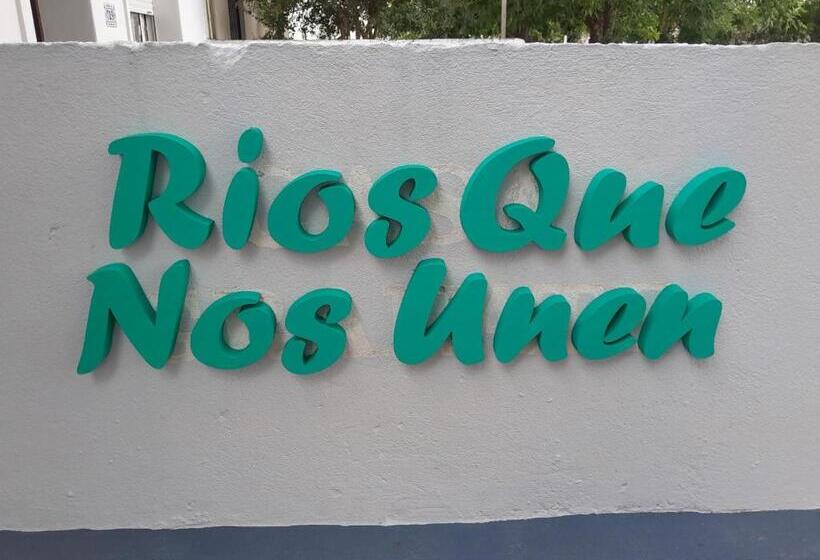 Rios Que
Nos Unen